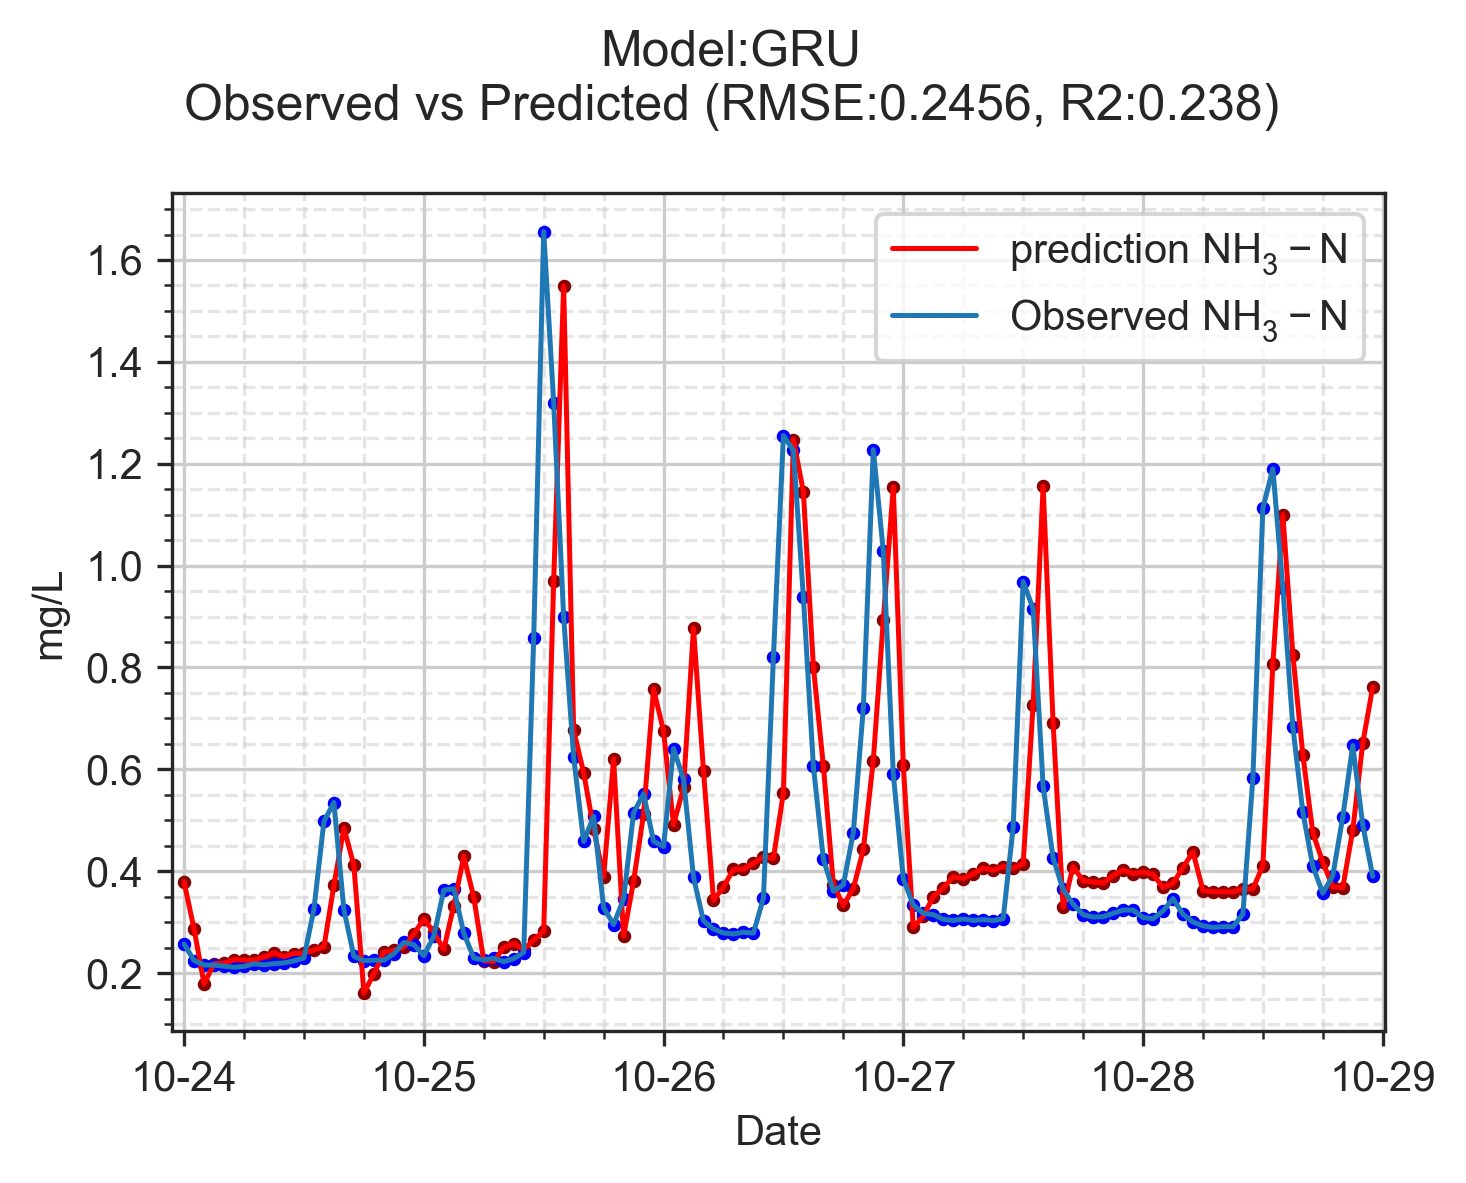 Model:GRU
Observed vs Predicted (RMSE:0.2456, R2:0.238)
prediction NH₃ − N
Observed NH₃ − N
mg/L
1.6
1.4
1.2
1.0
0.8
0.6
0.4
0.2
10-24 10-25 10-26 10-27 10-28 10-29
Date